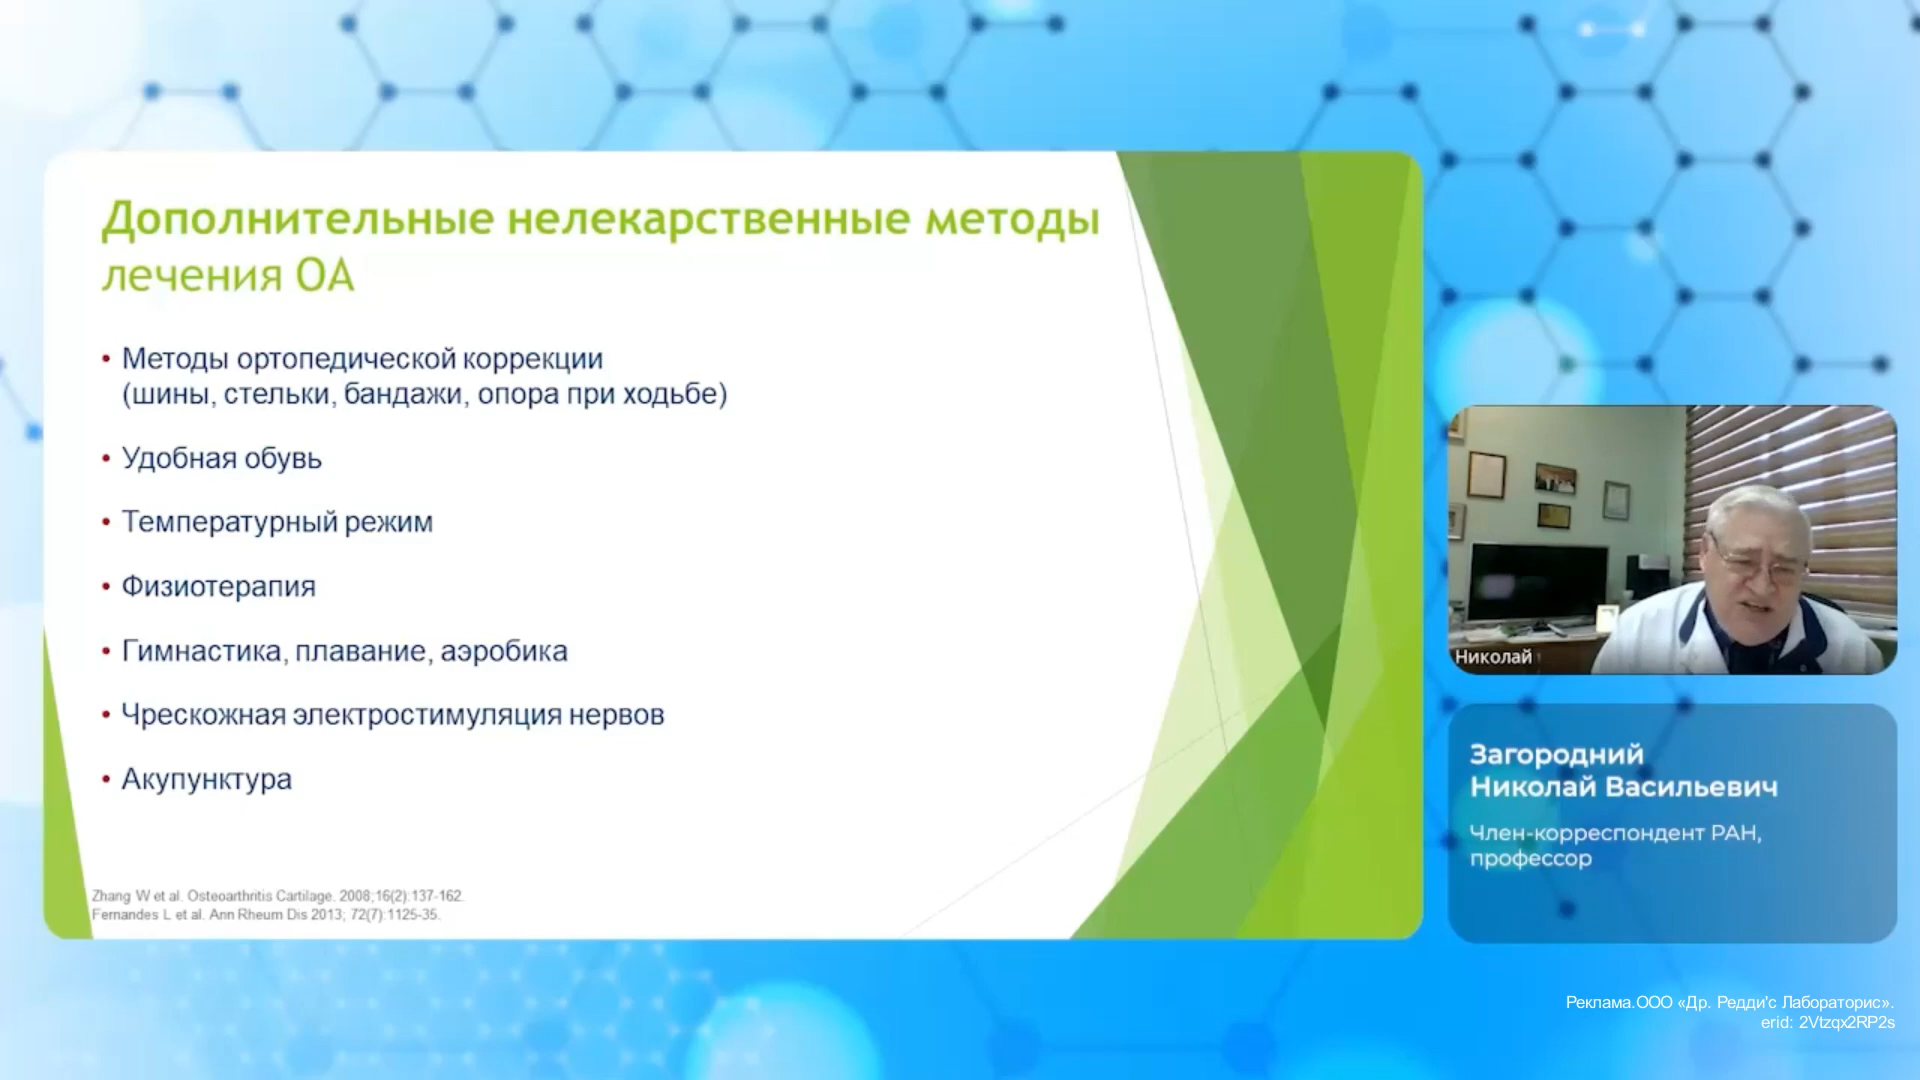 Дополнительные нелекарственные методы
лечения ОА
• Методы ортопедической коррекции
(шины, стельки, бандажи, опора при ходьбе)
• Удобная обувь
• Температурный режим
• Физиотерапия
• Гимнастика, плавание, аэробика
• Чрескожная электростимуляция нервов
• Акупунктура
Zhang W et al. Osteoarthritis Cartilage. 2008;16(2):137-162.
Fernandes L et al. Ann Rheum Dis 2013; 72(7):1125-35.
Николай
Загородний
Николай Васильевич
Член-корреспондент РАН,
профессор
Реклама.ООО «Др. Редди'с Лабораторис».
erid: 2Vtzqx2RP2s